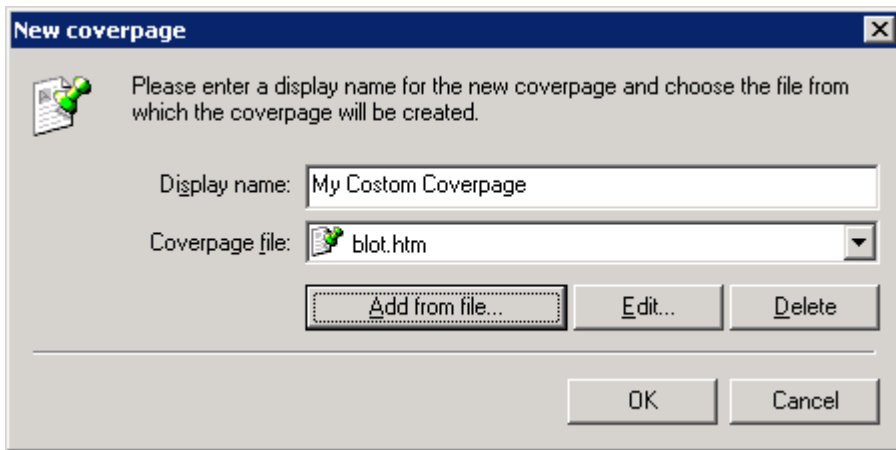 New coverpage
Please enter a display name for the new coverpage and choose the file from
which the coverpage will be created.
Display name: My Costom Coverpage
Coverpage file: blot.htm
Add from file... Edit... Delete
OK Cancel